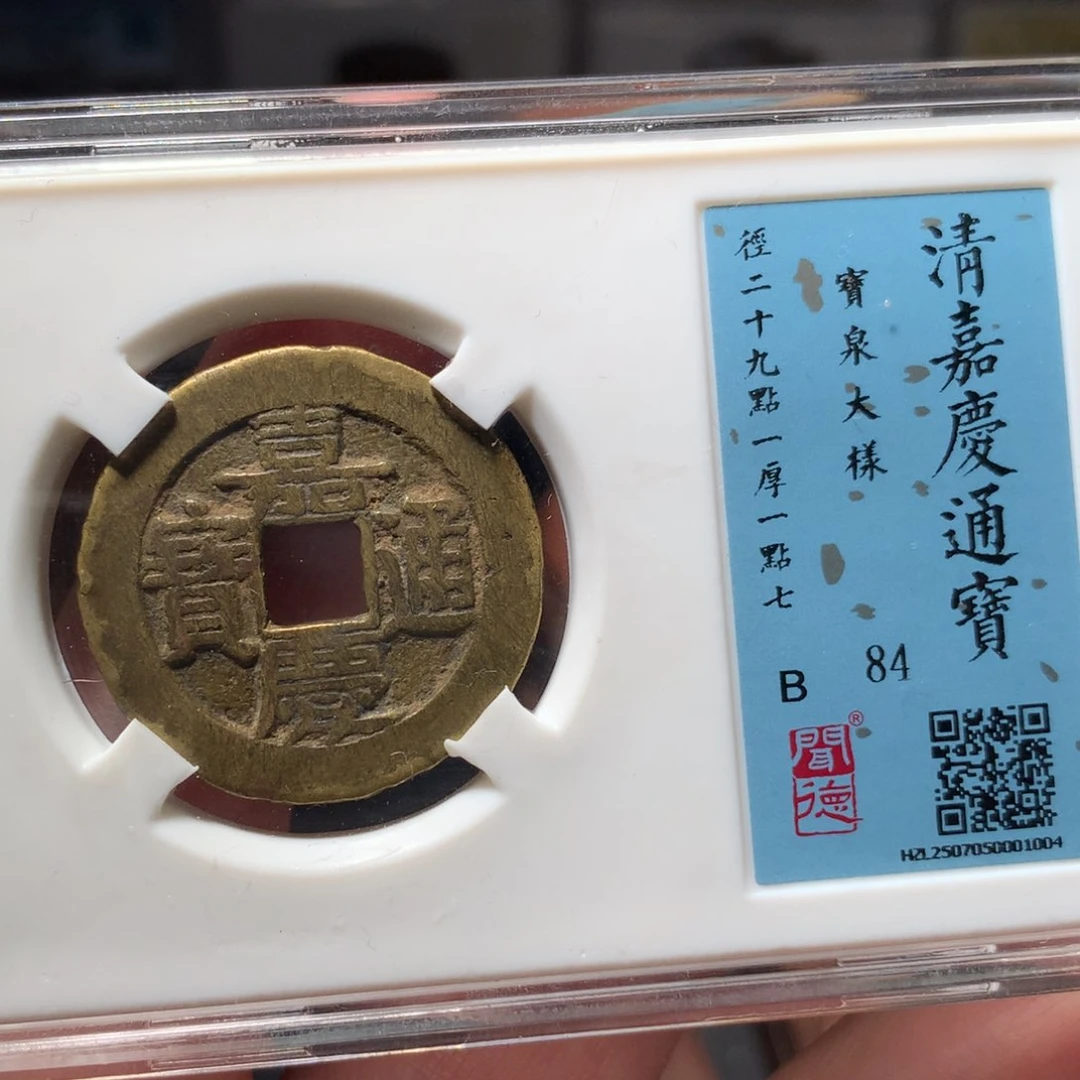 嘉慶通寶
清嘉慶通寶
寶泉大樣
84
徑二十九點一厚一點七
B
聞德
®
HZL2507050001004